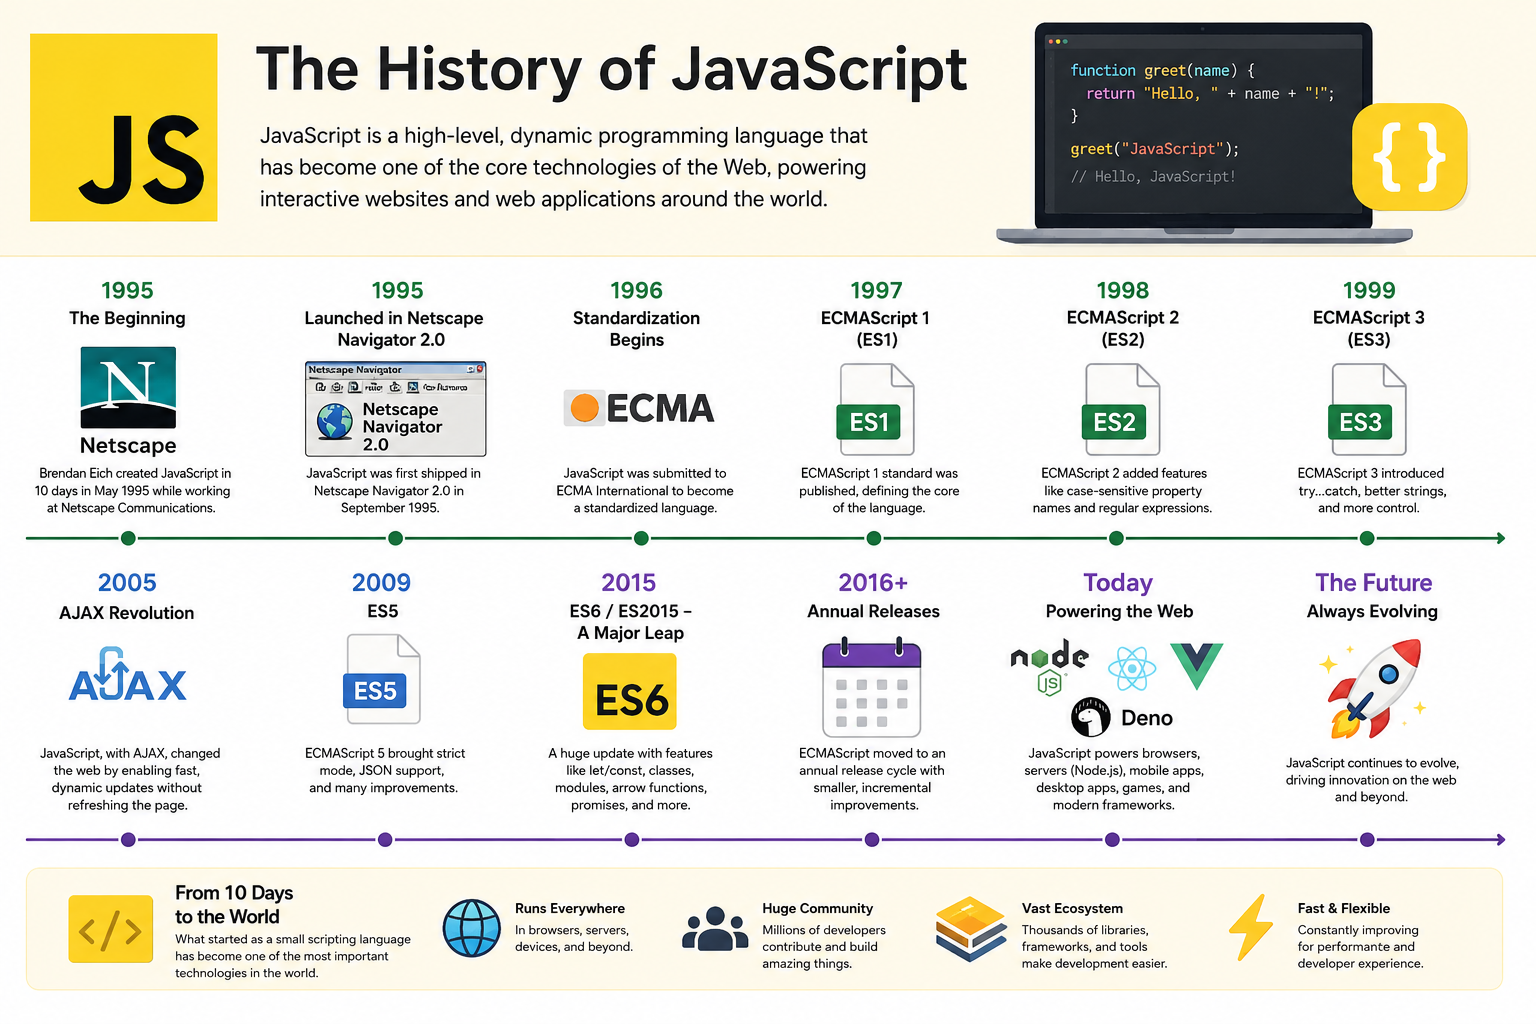 JS
The History of JavaScript
JavaScript is a high-level, dynamic programming language that
has become one of the core technologies of the Web, powering
interactive websites and web applications around the world.
function greet(name) {
return "Hello, " + name + "!";
}
greet("JavaScript");
// Hello, JavaScript!
{}
1995
The Beginning
N
Netscape
Brendan Eich created JavaScript in
10 days in May 1995 while working
at Netscape Communications.
1995
Launched in Netscape
Navigator 2.0
Netscape Navigator
Netscape
Navigator
2.0
JavaScript was first shipped in
Netscape Navigator 2.0 in
September 1995.
1996
Standardization
Begins
ECMA
JavaScript was submitted to
ECMA International to become
a standardized language.
1997
ECMAScript 1
(ES1)
ES1
ECMAScript 1 standard was
published, defining the core
of the language.
1998
ECMAScript 2
(ES2)
ES2
ECMAScript 2 added features
like case-sensitive property
names and regular expressions.
1999
ECMAScript 3
(ES3)
ES3
ECMAScript 3 introduced
try...catch, better strings,
and more control.
2005
AJAX Revolution
AJAX
JavaScript, with AJAX, changed
the web by enabling fast,
dynamic updates without
refreshing the page.
2009
ES5
ES5
ECMAScript 5 brought strict
mode, JSON support,
and many improvements.
2015
ES6 / ES2015 –
A Major Leap
ES6
A huge update with features
like let/const, classes,
modules, arrow functions,
promises, and more.
2016+
Annual Releases
ECMAScript moved to an
annual release cycle with
smaller, incremental
improvements.
Today
Powering the Web
node
JS
Deno
JavaScript powers browsers,
servers (Node.js), mobile apps,
desktop apps, games, and
modern frameworks.
The Future
Always Evolving
JavaScript continues to evolve,
driving innovation on the web
and beyond.
</>
From 10 Days
to the World
What started as a small scripting language
has become one of the most important
technologies in the world.
Runs Everywhere
In browsers, servers,
devices, and beyond.
Huge Community
Millions of developers
contribute and build
amazing things.
Vast Ecosystem
Thousands of libraries,
frameworks, and tools
make development easier.
Fast & Flexible
Constantly improving
for performante and
developer experience.